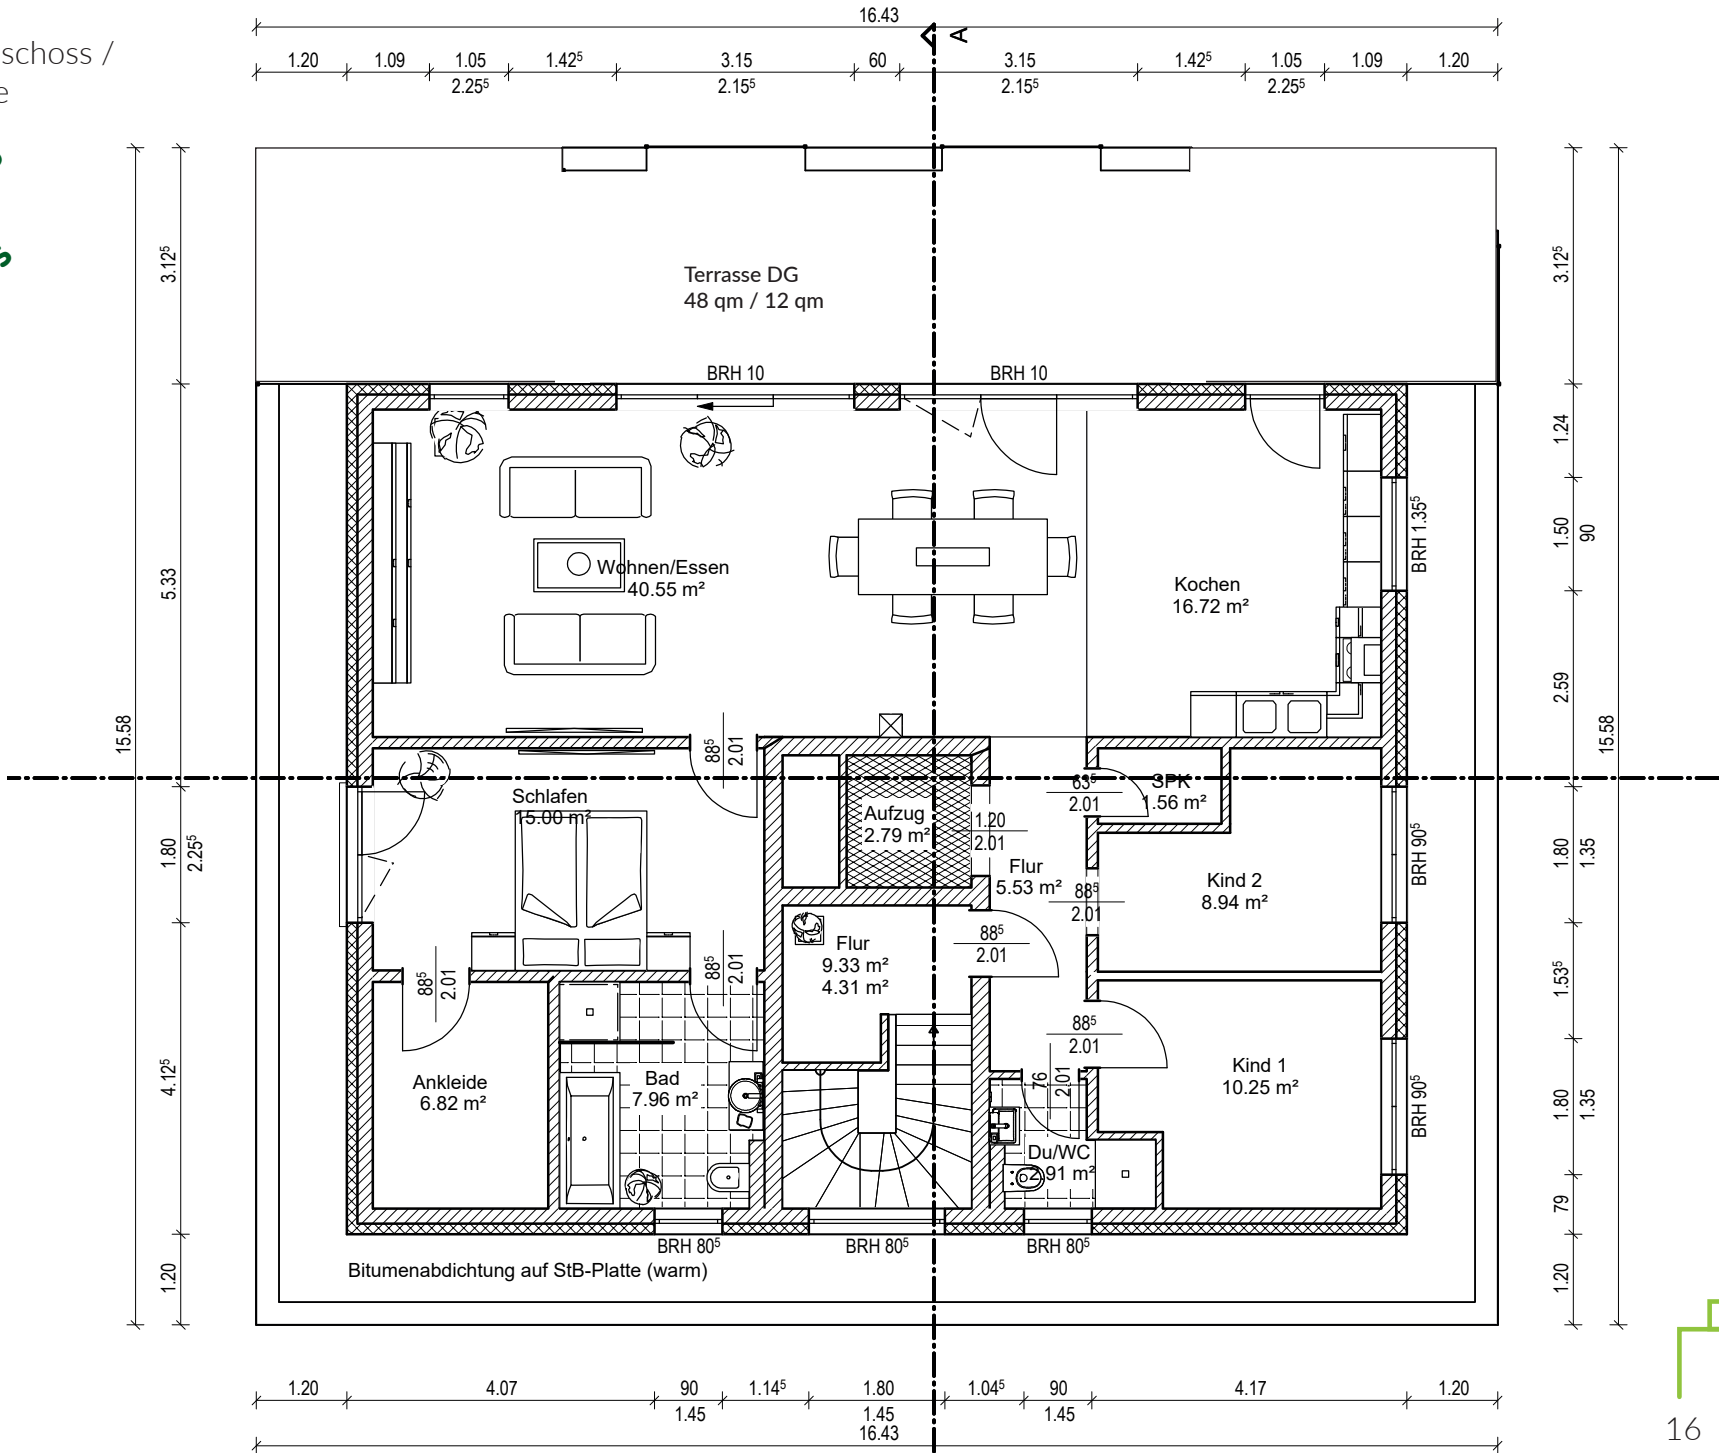 schoss /
e
16.43
A
1.20 1.09 1.05 1.42⁵ 3.15 60 3.15 1.42⁵ 1.05 1.09 1.20
2.25⁵ 2.15⁵ 2.15⁵ 2.25⁵
3.12⁵
3.12⁵
Terrasse DG
48 qm / 12 qm
BRH 10 BRH 10
1.24
BRH 1.35⁵
1.50
90
Wohnen/Essen
40.55 m²
Kochen
16.72 m²
5.33
2.59
15.58
15.58
88⁵
2.01
63⁵
2.01
SPK
1.56 m²
Schlafen
15.00 m²
Aufzug
2.79 m²
1.20
2.01
1.80
2.25⁵
1.80
1.35
BRH 90⁵
Flur
5.53 m²
88⁵
2.01
Kind 2
8.94 m²
88⁵
2.01
Flur
9.33 m²
4.31 m²
88⁵
2.01
88⁵
2.01
1.53⁵
88⁵
2.01
4.12⁵
Ankleide
6.82 m²
Bad
7.96 m²
76
2.01
Kind 1
10.25 m²
1.80
1.35
BRH 90⁵
Du/WC
2.91 m²
79
BRH 80⁵ BRH 80⁵ BRH 80⁵
Bitumenabdichtung auf StB-Platte (warm)
1.20
1.20
1.20 4.07 90 1.14⁵ 1.80 1.04⁵ 90 4.17 1.20
1.45 1.45 1.45
16.43
16